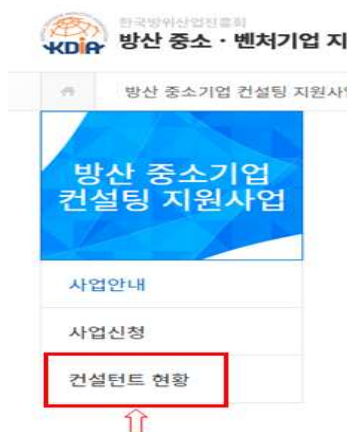 한국방위산업진흥회
KDIA 방산 중소 · 벤처기업 지
방산 중소기업 컨설팅 지원사업
방산 중소기업
컨설팅 지원사업
사업안내
사업신청
컨설턴트 현황